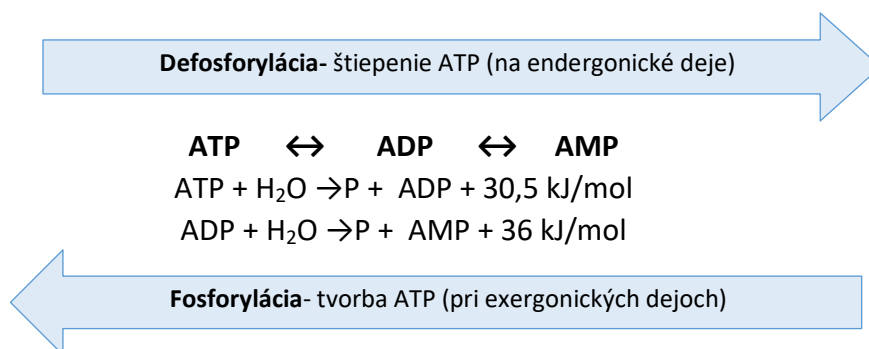 Defosforylácia- štiepenie ATP (na endergonické deje)
ATP ↔ ADP ↔ AMP
ATP + H₂O →P + ADP + 30,5 kJ/mol
ADP + H₂O →P + AMP + 36 kJ/mol
Fosforylácia- tvorba ATP (pri exergonických dejoch)